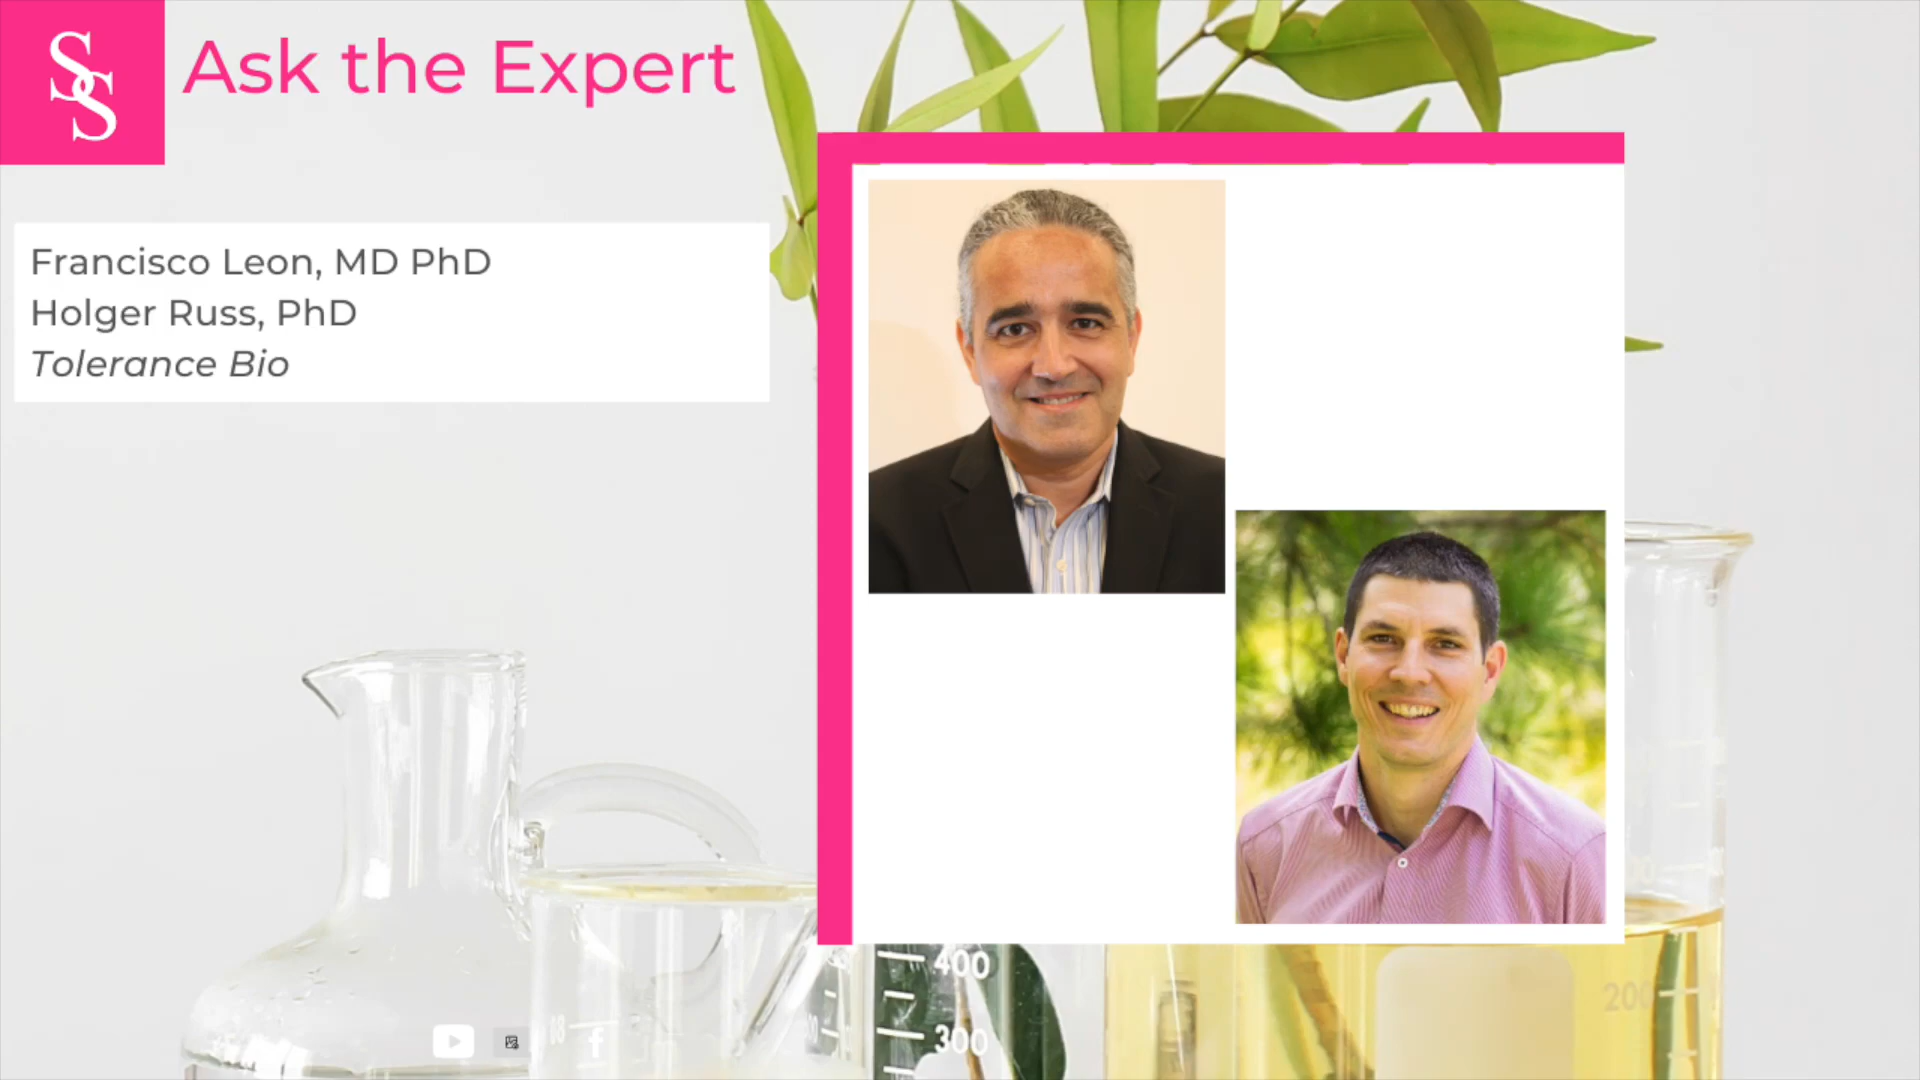 SS
Ask the Expert
Francisco Leon, MD PhD
Holger Russ, PhD
Tolerance Bio
400
300
200